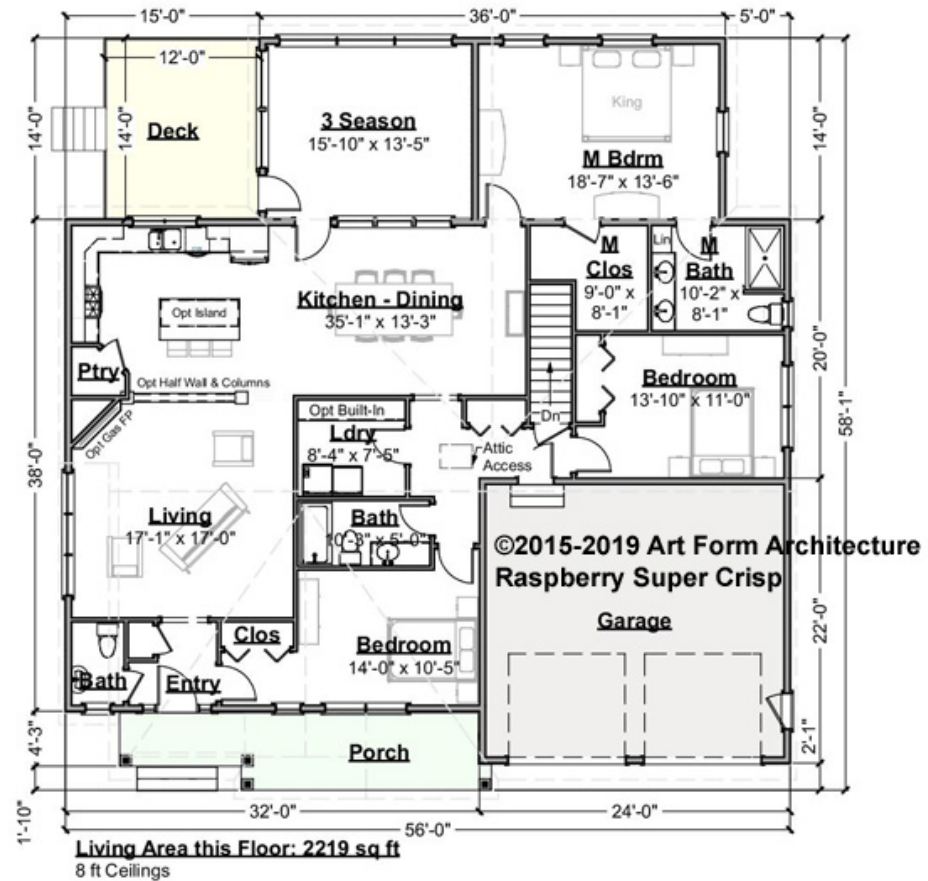 15'-0"
36'-0"
5'-0"
12'-0"
14'-0"
14'-0"
14'-0"
Deck
3 Season
15'-10" x 13'-5"
King
M Bdrm
18'-7" x 13'-6"
M
Clos
9'-0" x
8'-1"
Lin
M
Bath
10'-2" x
8'-1"
Kitchen - Dining
35'-1" x 13'-3"
Opt Island
Ptry
Opt Half Wall & Columns
Opt Gas FP
20'-0"
58'-1"
Bedroom
13'-10" x 11'-0"
Dn
Opt Built-In
Ldry
8'-4" x 7'-5"
Attic
Access
38'-0"
Living
17'-1" x 17'-0"
Bath
10'-3" x 5'-0"
©2015-2019 Art Form Architecture
Raspberry Super Crisp
Garage
22'-0"
Clos
Bedroom
14'-0" x 10'-5"
Bath
Entry
Porch
4'-3"
2'-1"
1'-10"
32'-0"
24'-0"
56'-0"
Living Area this Floor: 2219 sq ft
8 ft Ceilings